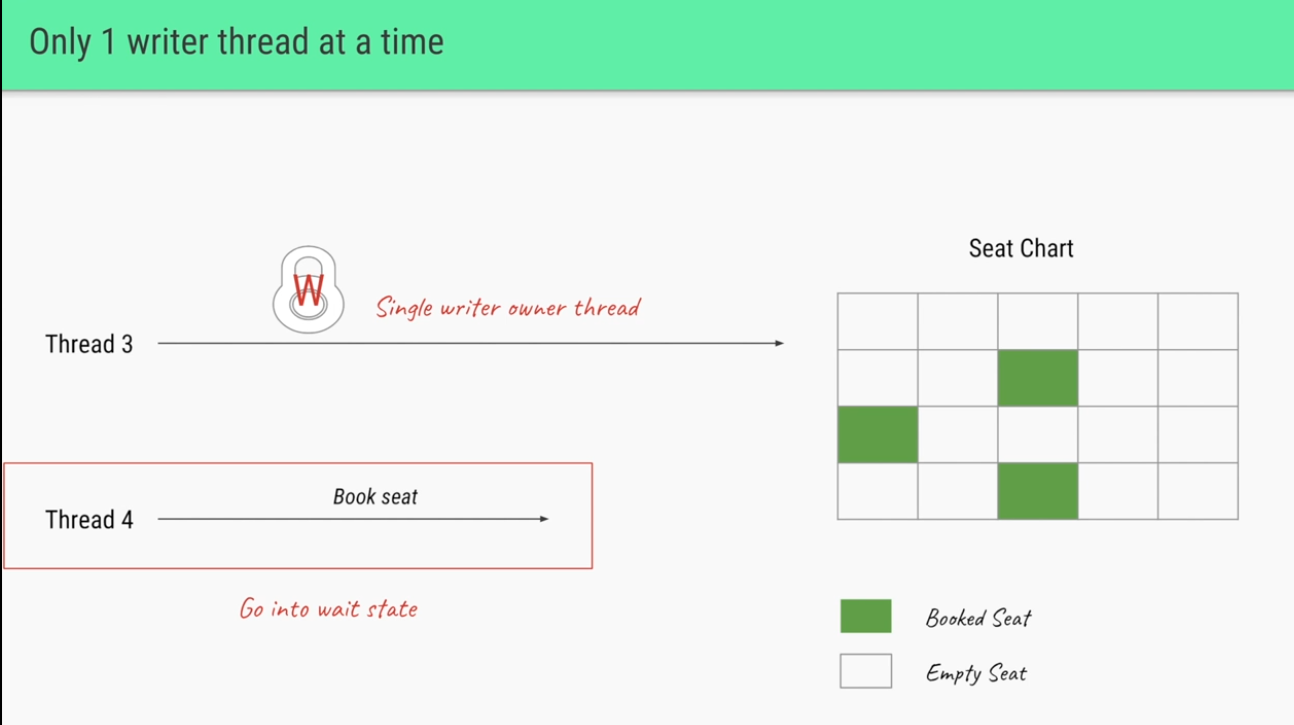 Only 1 writer thread at a time
Seat Chart
W
Single writer owner thread
Thread 3
Book seat
Thread 4
Go into wait state
Booked Seat
Empty Seat